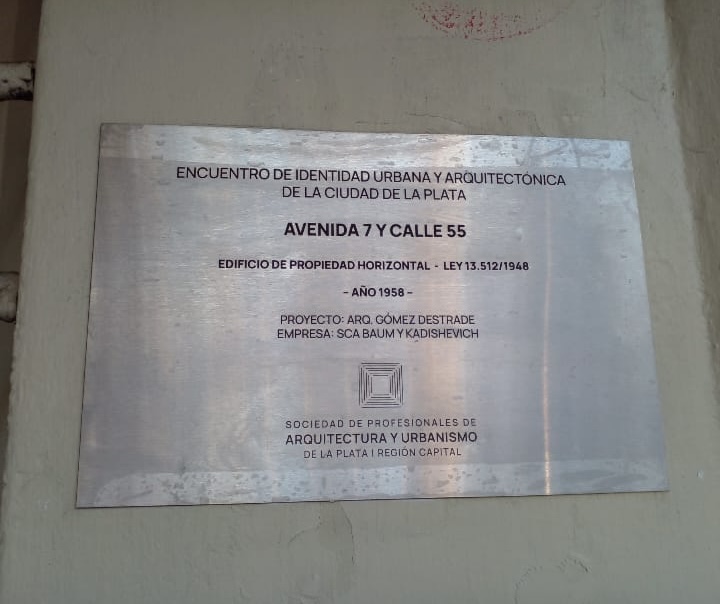 ENCUENTRO DE IDENTIDAD URBANA Y ARQUITECTÓNICA
DE LA CIUDAD DE LA PLATA
AVENIDA 7 Y CALLE 55
EDIFICIO DE PROPIEDAD HORIZONTAL - LEY 13.512/1948
- AÑO 1958 -
PROYECTO: ARQ. GÓMEZ DESTRADE
EMPRESA: SCA BAUM Y KADISHEVICH
SOCIEDAD DE PROFESIONALES DE
ARQUITECTURA Y URBANISMO
DE LA PLATA | REGIÓN CAPITAL